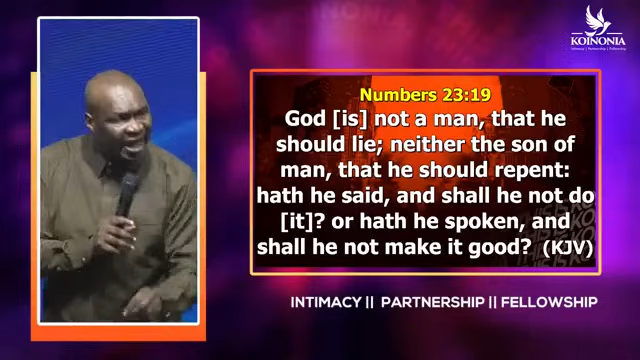 KOINONIA
Intimacy | Partnership | Fellowship
Numbers 23:19
God [is] not a man, that he
should lie; neither the son of
man, that he should repent:
hath he said, and shall he not do
[it]? or hath he spoken, and
shall he not make it good? (KJV)
INTIMACY || PARTNERSHIP || FELLOWSHIP